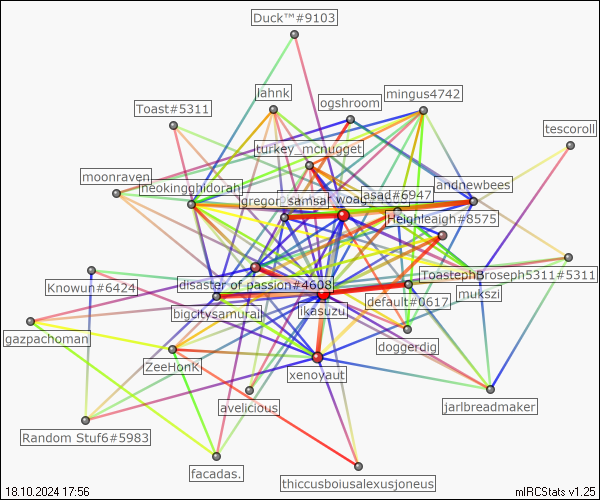 Duck™#9103
lahnk
mingus4742
ogshroom
Toast#5311
tescoroll
turkey_mcnugget
moonraven
neokingghidorah
andnewbees
gregor_samsa
asad#6947
Heighleaigh#8575
ToastephBroseph5311#5311
disaster of passion#4608
Knowun#6424
mukszi
default#0617
bigcitysamurai
likasuzu
gazpachoman
doggerdig
ZeeHonK
xenoyaut
avelicious
jarlbreadmaker
Random Stuf6#5983
facadas.
thiccusboiusalexusjoneus
18.10.2024 17:56
mIRCStats v1.25